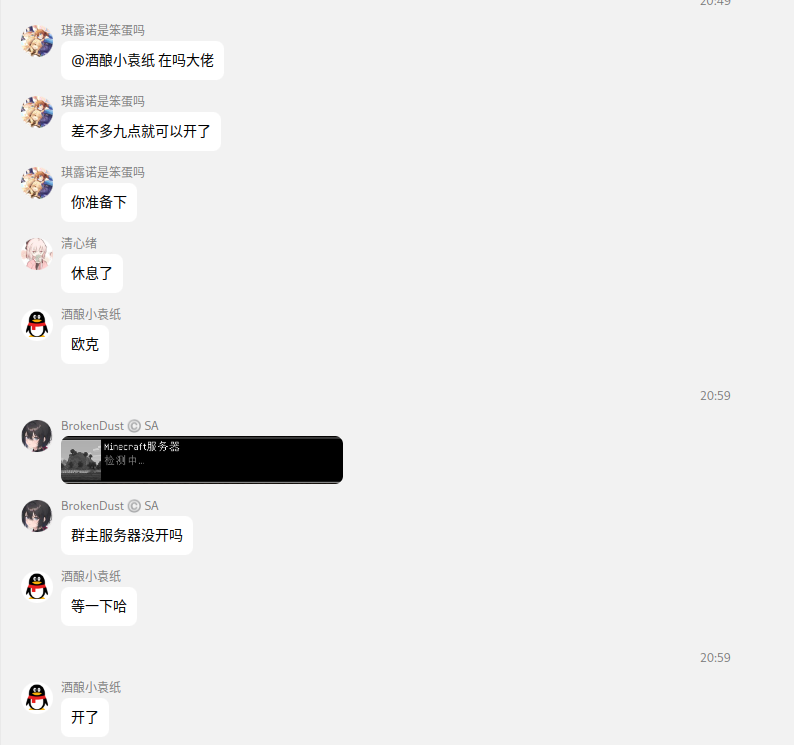 20:49
琪露诺是笨蛋吗
@酒酿小袁纸 在吗大佬
琪露诺是笨蛋吗
差不多九点就可以开了
琪露诺是笨蛋吗
你准备下
清心绪
休息了
酒酿小袁纸
欧克
20:59
BrokenDust Ⓒ SA
Minecraft服务器
检测中...
BrokenDust Ⓒ SA
群主服务器没开吗
酒酿小袁纸
等一下哈
20:59
酒酿小袁纸
开了